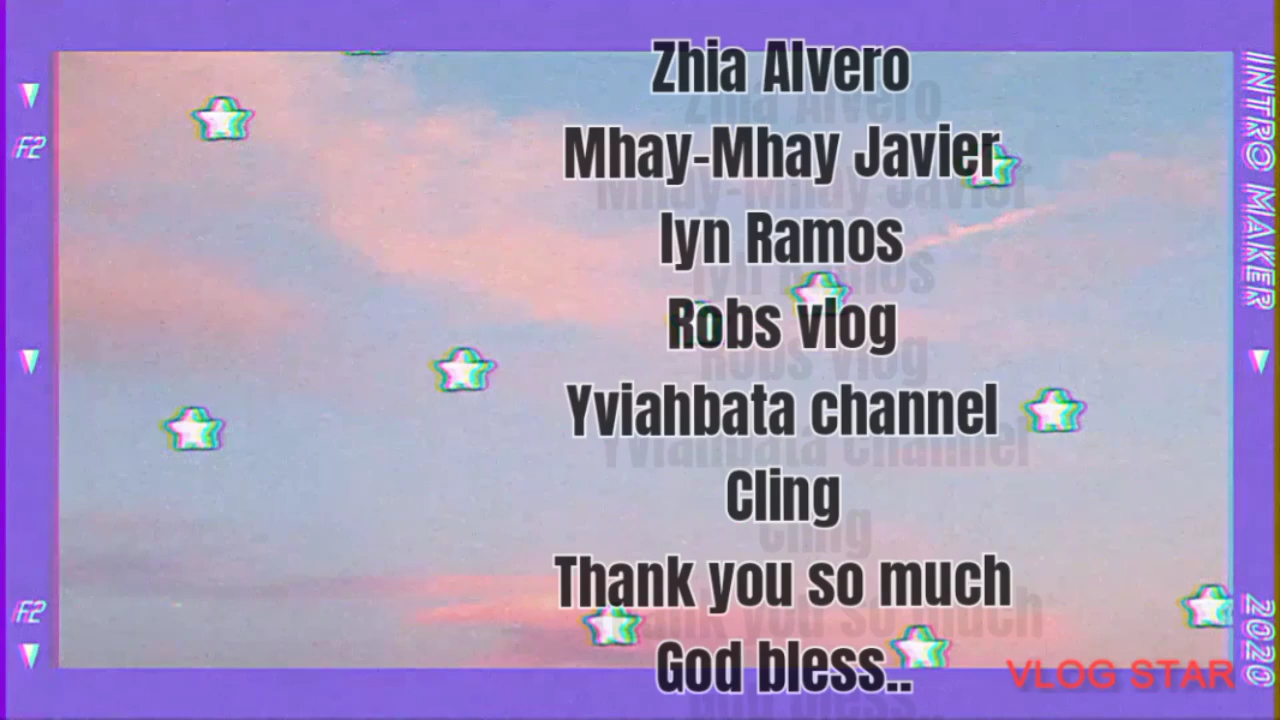 Zhia Alvero
Mhay-Mhay Javier
Iyn Ramos
Robs vlog
Yviahbata channel
Cling
Thank you so much
God bless..
VLOG STAR
F2
F2
INTRO MAKER
2020